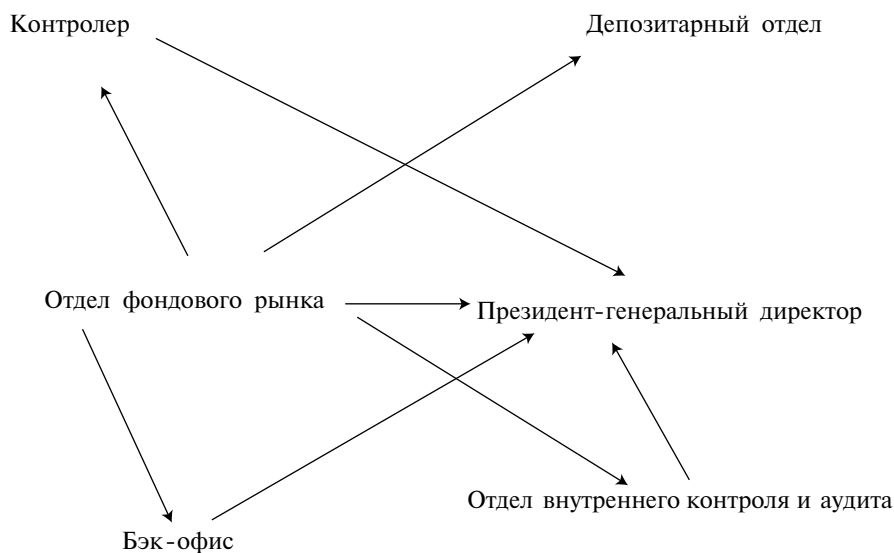 Контролер
Депозитарный отдел
Отдел фондового рынка
Президент-генеральный директор
Отдел внутреннего контроля и аудита
Бэк-офис